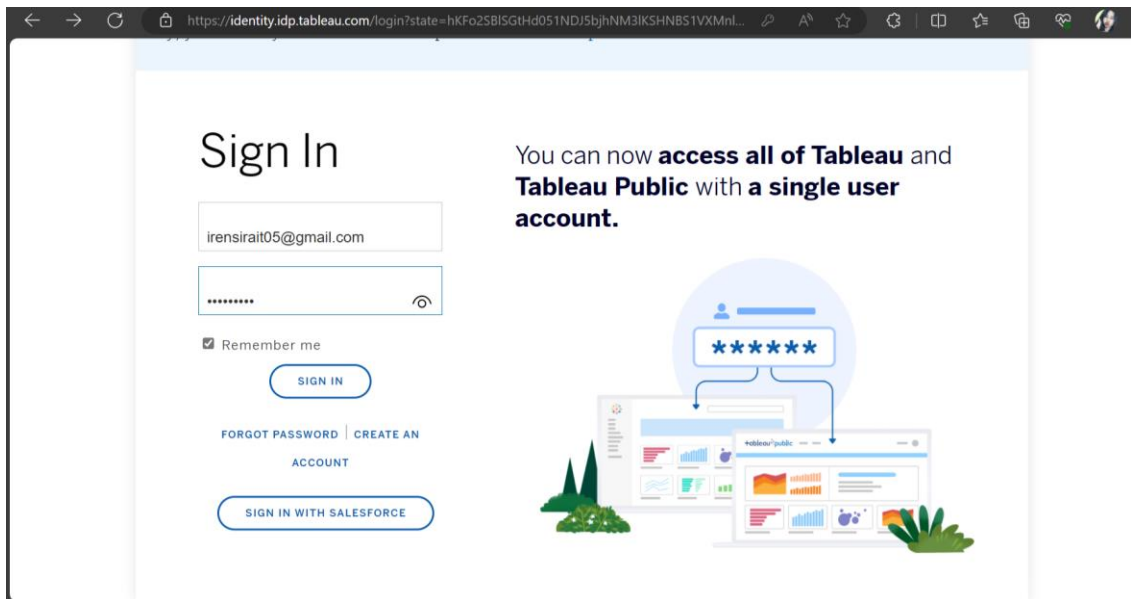 https://identity.idp.tableau.com/login?state=hKFo2SBlSGtHd051NDJ5bjhNM3lKSHNBS1VXMnl...
Sign In
You can now access all of Tableau and
Tableau Public with a single user
account.
irensirait05@gmail.com
•••••••••
Remember me
SIGN IN
FORGOT PASSWORD | CREATE AN
ACCOUNT
SIGN IN WITH SALESFORCE
******
+ableau+public